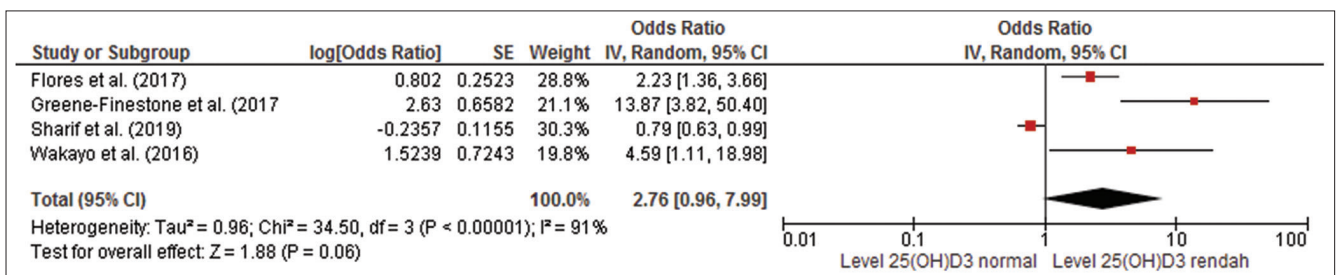 Odds Ratio Odds Ratio
Study or Subgroup log[Odds Ratio] SE Weight IV, Random, 95% CI IV, Random, 95% CI
Flores et al. (2017) 0.802 0.2523 28.8% 2.23 [1.36, 3.66]
Greene-Finestone et al. (2017 2.63 0.6582 21.1% 13.87 [3.82, 50.40]
Sharif et al. (2019) -0.2357 0.1155 30.3% 0.79 [0.63, 0.99]
Wakayo et al. (2016) 1.5239 0.7243 19.8% 4.59 [1.11, 18.98]
Total (95% CI) 100.0% 2.76 [0.96, 7.99]
Heterogeneity: Tau² = 0.96; Chi² = 34.50, df = 3 (P < 0.00001); I² = 91%
Test for overall effect: Z = 1.88 (P = 0.06)
0.01 0.1 1 10 100
Level 25(OH)D3 normal Level 25(OH)D3 rendah